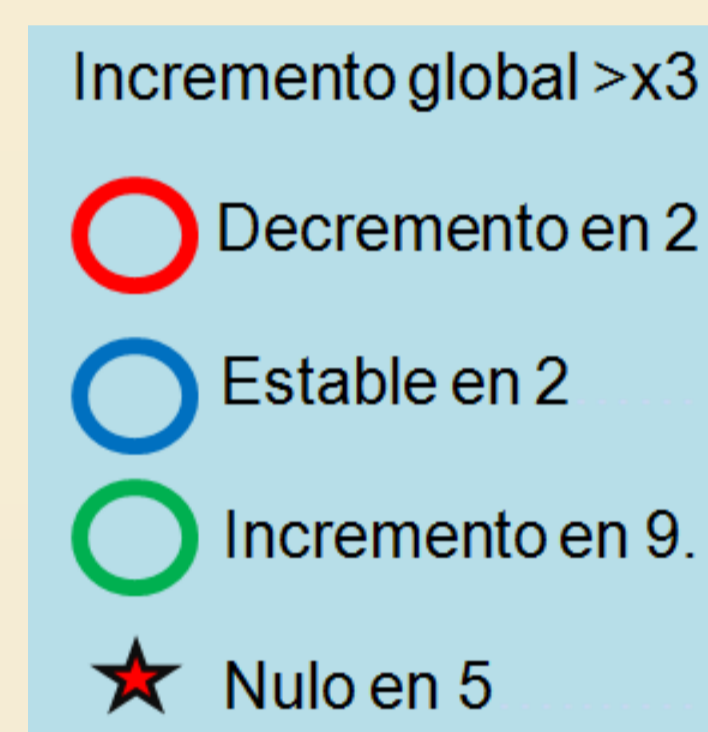 Incremento global >x3
Decremento en 2
Estable en 2
Incremento en 9.
Nulo en 5